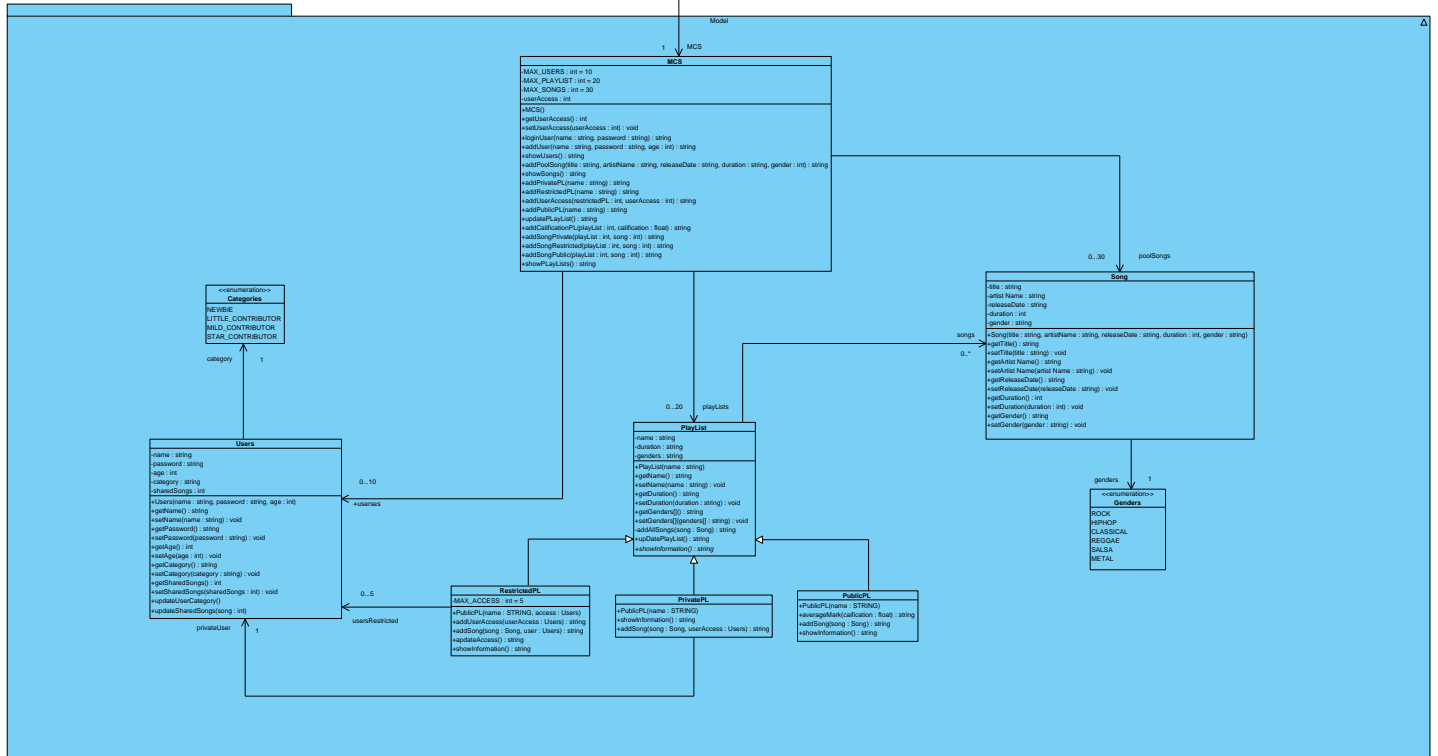 Model
1 MCS
MCS
-MAX_USERS : int = 10
-MAX_PLAYLIST : int = 20
-MAX_SONGS : int = 30
-userAccess : int
+MCS()
+getUserAccess() : int
+setUserAccess(userAccess : int) : void
+loginUser(name : string, password : string) : string
+addUser(name : string, password : string, age : int) : string
+showUsers() : string
+addPoolSong(title : string, artistName : string, releaseDate : string, duration : string, gender : int) : string
+showSongs() : string
+addPrivatePL(name : string) : string
+addRestrictedPL(name : string) : string
+addUserAccess(restrictedPL : int, userAccess : int) : string
+addPublicPL(name : string) : string
+updatePLayList() : string
+addCalificationPL(playList : int, calification : float) : string
+addSongPrivate(playList : int, song : int) : string
+addSongRestricted(playList : int, song : int) : string
+addSongPublic(playList : int, song : int) : string
+showPLayLists() : string
0...30 poolSongs
Song
-title : string
-artist Name : string
-releaseDate : string
-duration : int
-gender : string
+Song(title : string, artistName : string, releaseDate : string, duration : int, gender : string)
+getTitle() : string
+setTitle(title : string) : void
+getArtist Name() : string
+setArtist Name(artist Name : string) : void
+getReleaseDate() : string
+setReleaseDate(releaseDate : string) : void
+getDuration() : int
+setDuration(duration : int) : void
+getGender() : string
+setGender(gender : string) : void
<<enumeration>>
Categories
NEWBIE
LITTLE_CONTRIBUTOR
MILD_CONTRIBUTOR
STAR_CONTRIBUTOR
category 1
songs
0..*
0...20 playLists
PlayList
-name : string
-duration : string
-genders : string
+PlayList(name : string)
+getName() : string
+setName(name : string) : void
+getDuration() : string
+setDuration(duration : string) : void
+getGenders[]() : string
+setGenders[](genders[] : string) : void
-addAllSongs(song : Song) : string
+upDatePlayList() : string
+showInformation() : string
Users
-name : string
-password : string
-age : int
-category : string
-sharedSongs : int
+Users(name : string, password : string, age : int)
+getName() : string
+setName(name : string) : void
+getPassword() : string
+setPassword(password : string) : void
+getAge() : int
+setAge(age : int) : void
+getCategory() : string
+setCategory(category : string) : void
+getSharedSongs() : int
+setSharedSongs(sharedSongs : int) : void
+updateUserCategory()
+updateSharedSongs(song : int)
0...10
+userses
genders 1
<<enumeration>>
Genders
ROCK
HIPHOP
CLASSICAL
REGGAE
SALSA
METAL
0...5
usersRestricted
privateUser 1
RestrictedPL
-MAX_ACCESS : int = 5
+PublicPL(name : STRING, access : Users)
+addUserAccess(userAccess : Users) : string
+addSong(song : Song, user : Users) : string
+apdateAccess() : string
+showInformation() : string
PrivatePL
+PublicPL(name : STRING)
+showInformation() : string
+addSong(song : Song, userAccess : Users) : string
PublicPL
+PublicPL(name : STRING)
+averageMark(calfication : float) : string
+addSong(song : Song) : string
+showInformation() : string